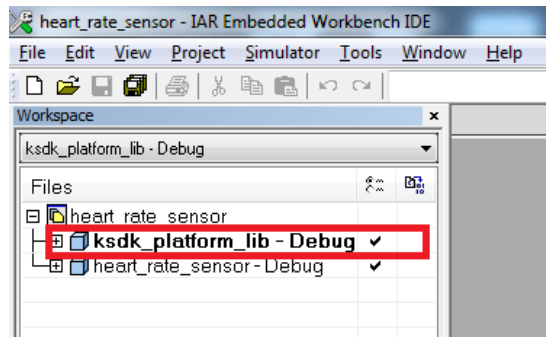 heart_rate_sensor - IAR Embedded Workbench IDE
File Edit View Project Simulator Tools Window Help
Workspace x
ksdk_platform_lib - Debug
Files
heart_rate_sensor
ksdk_platform_lib - Debug
heart_rate_sensor - Debug